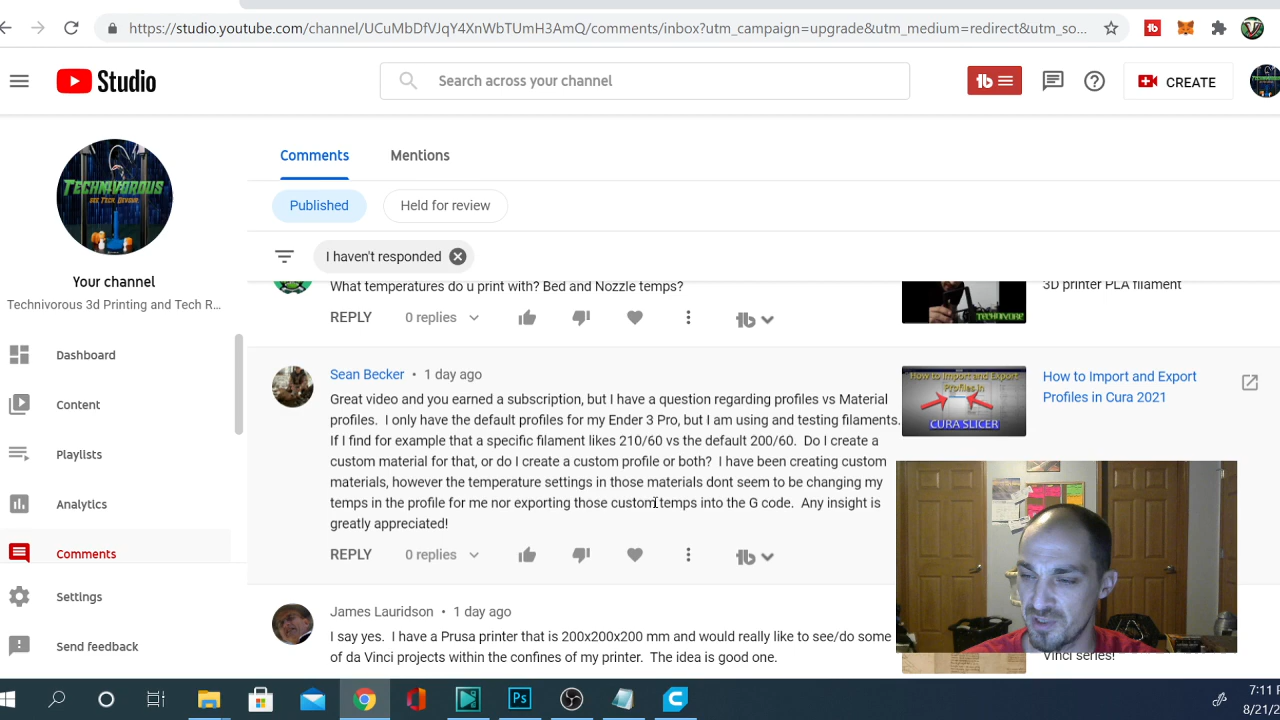 https://studio.youtube.com/channel/UCuMbDfVJqY4XnWbTUmH3AmQ/comments/inbox?utm_campaign=upgrade&utm_medium=redirect&utm_so...
Studio
Search across your channel
CREATE
TECHNIVOROUS
Your channel
Technivorous 3d Printing and Tech R...
Dashboard
Content
Playlists
Analytics
Comments
Settings
Send feedback
Comments
Mentions
Published
Held for review
I haven't responded
What temperatures do u print with? Bed and Nozzle temps?
REPLY
0 replies
3D printer PLA filament
Sean Becker • 1 day ago
Great video and you earned a subscription, but I have a question regarding profiles vs Material
profiles. I only have the default profiles for my Ender 3 Pro, but I am using and testing filaments.
If I find for example that a specific filament likes 210/60 vs the default 200/60. Do I create a
custom material for that, or do I create a custom profile or both? I have been creating custom
materials, however the temperature settings in those materials dont seem to be changing my
temps in the profile for me nor exporting those custom temps into the G code. Any insight is
greatly appreciated!
REPLY
0 replies
How to Import and Export
Profiles in
CURA SLICER
How to Import and Export
Profiles in Cura 2021
James Lauridson • 1 day ago
I say yes. I have a Prusa printer that is 200x200x200 mm and would really like to see/do some
of da Vinci projects within the confines of my printer. The idea is good one.
Vinci series!
7:11 P
8/21/2